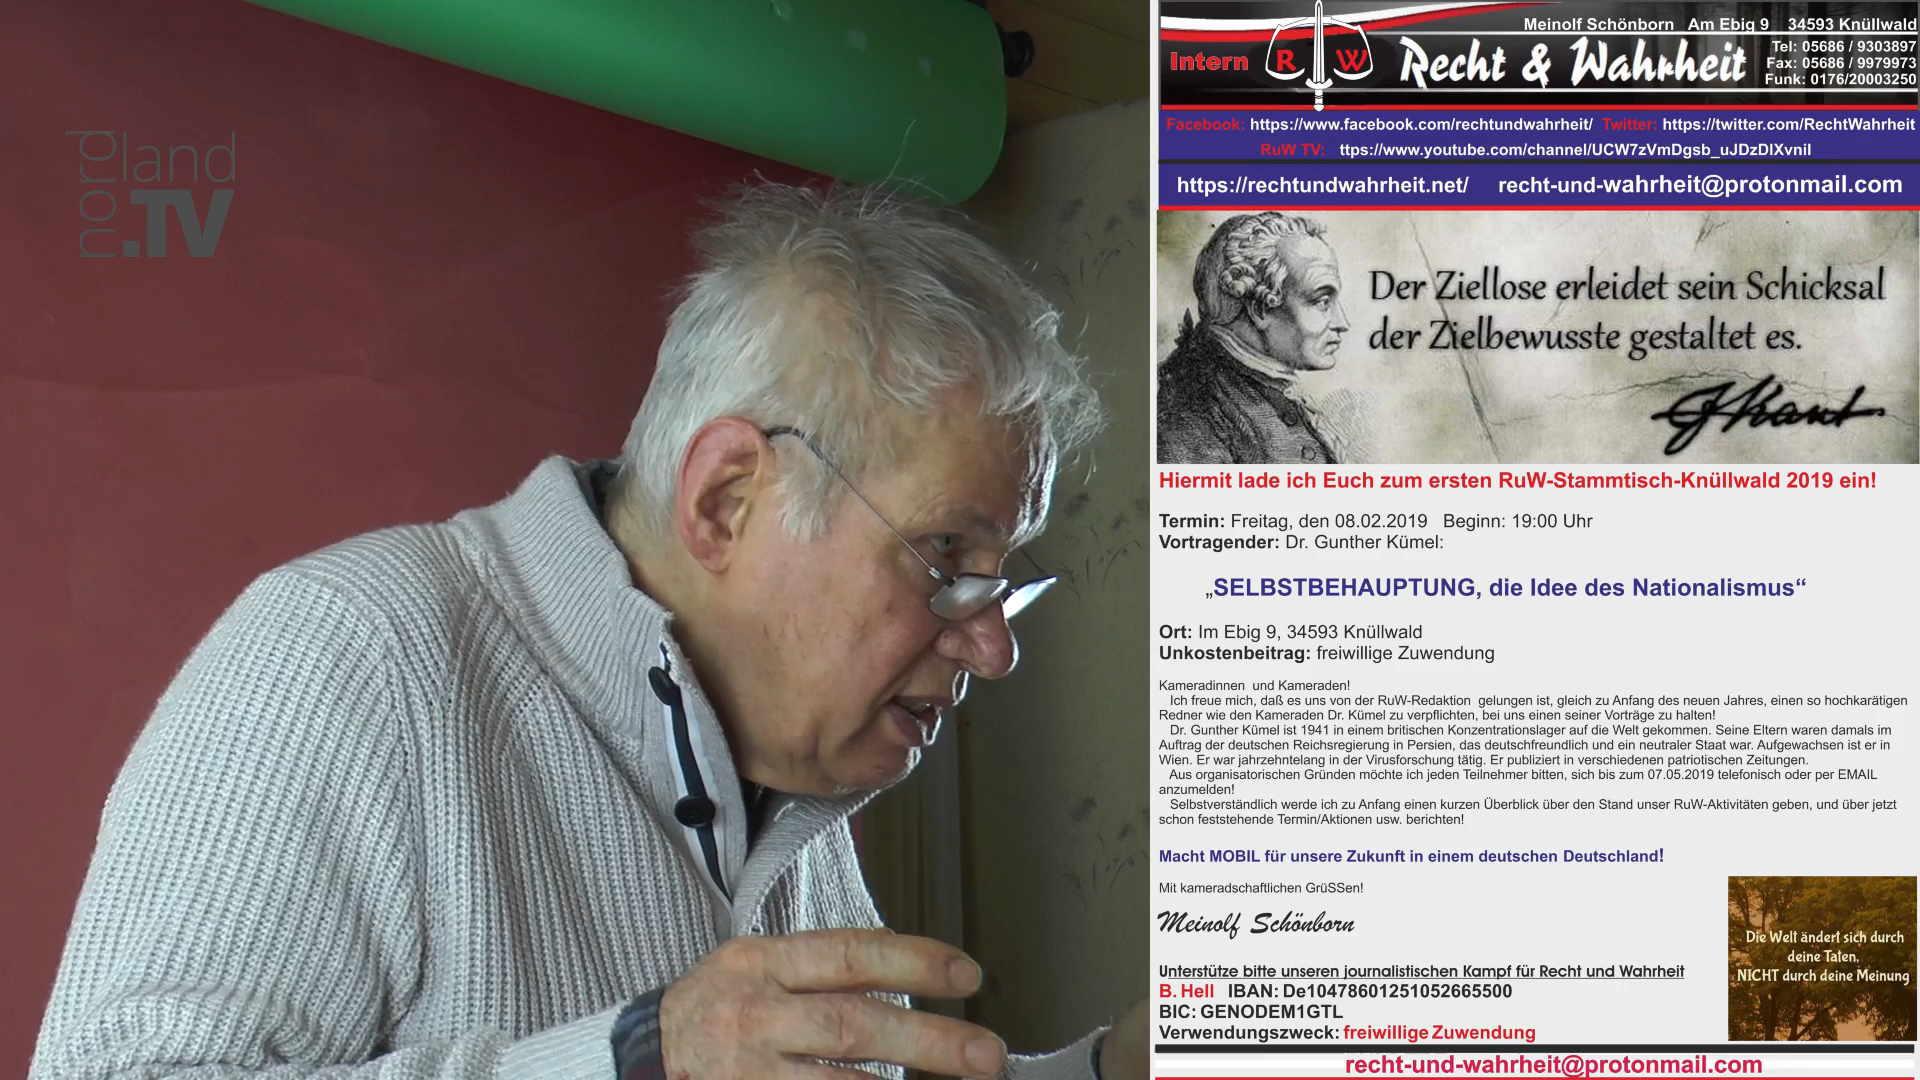 nord
land
.TV
Meinolf Schönborn Am Ebig 9 34593 Knüllwald
Intern R W Recht & Wahrheit
Tel: 05686 / 9303897
Fax: 05686 / 9979973
Funk: 0176/20003250
Facebook: https://www.facebook.com/rechtundwahrheit/ Twitter: https://twitter.com/RechtWahrheit
RuW TV: ttps://www.youtube.com/channel/UCW7zVmDgsb_uJDzDIXvniI
https://rechtundwahrheit.net/ recht-und-wahrheit@protonmail.com
Der Ziellose erleidet sein Schicksal
der Zielbewusste gestaltet es.
I Kant
Hiermit lade ich Euch zum ersten RuW-Stammtisch-Knüllwald 2019 ein!
Termin: Freitag, den 08.02.2019 Beginn: 19:00 Uhr
Vortragender: Dr. Gunther Kümel:
„SELBSTBEHAUPTUNG, die Idee des Nationalismus“
Ort: Im Ebig 9, 34593 Knüllwald
Unkostenbeitrag: freiwillige Zuwendung
Kameradinnen und Kameraden!
Ich freue mich, daß es uns von der RuW-Redaktion gelungen ist, gleich zu Anfang des neuen Jahres, einen so hochkarätigen
Redner wie den Kameraden Dr. Kümel zu verpflichten, bei uns einen seiner Vorträge zu halten!
Dr. Gunther Kümel ist 1941 in einem britischen Konzentrationslager auf die Welt gekommen. Seine Eltern waren damals im
Auftrag der deutschen Reichsregierung in Persien, das deutschfreundlich und ein neutraler Staat war. Aufgewachsen ist er in
Wien. Er war jahrzehntelang in der Virusforschung tätig. Er publiziert in verschiedenen patriotischen Zeitungen.
Aus organisatorischen Gründen möchte ich jeden Teilnehmer bitten, sich bis zum 07.05.2019 telefonisch oder per EMAIL
anzumelden!
Selbstverständlich werde ich zu Anfang einen kurzen Überblick über den Stand unser RuW-Aktivitäten geben, und über jetzt
schon feststehende Termin/Aktionen usw. berichten!
Macht MOBIL für unsere Zukunft in einem deutschen Deutschland!
Mit kameradschaftlichen GrüSSen!
Meinolf Schönborn
Die Welt ändert sich durch
deine Taten,
NICHT durch deine Meinung
Unterstütze bitte unseren journalistischen Kampf für Recht und Wahrheit
B. Hell IBAN: De10478601251052665500
BIC: GENODEM1GTL
Verwendungszweck: freiwillige Zuwendung
recht-und-wahrheit@protonmail.com